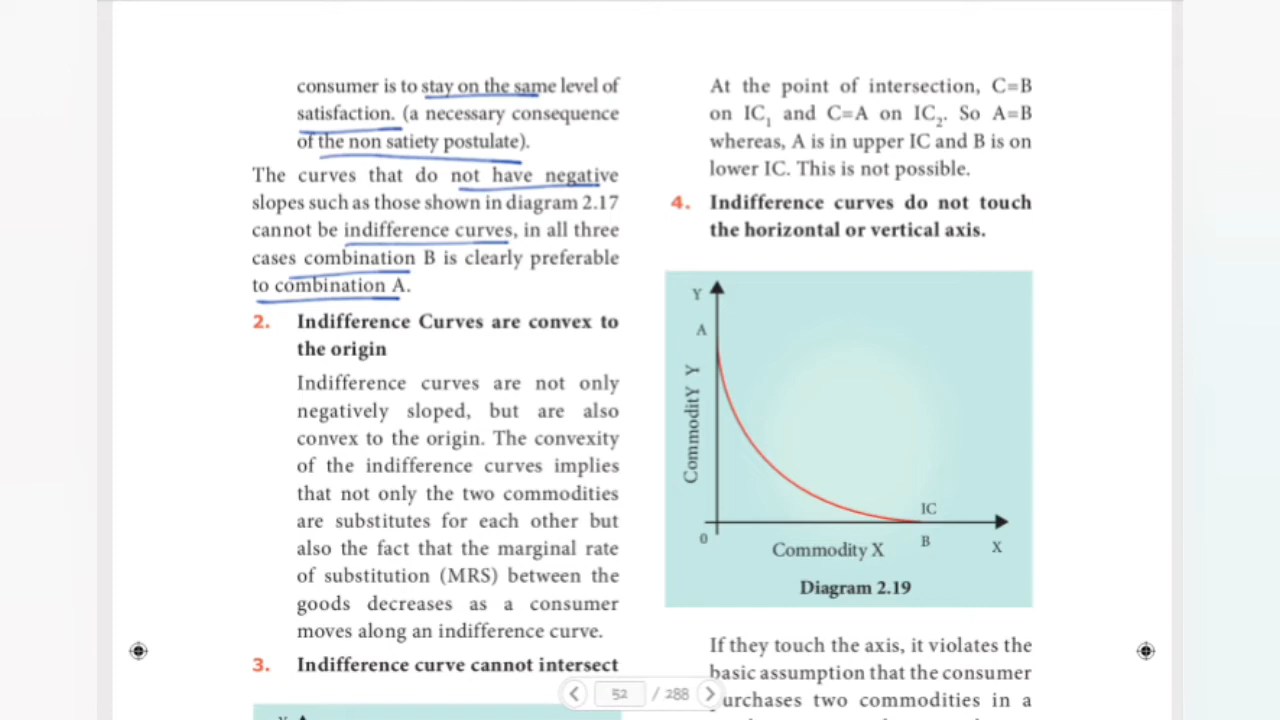 consumer is to stay on the same level of
satisfaction. (a necessary consequence
of the non satiety postulate).
The curves that do not have negative
slopes such as those shown in diagram 2.17
cannot be indifference curves, in all three
cases combination B is clearly preferable
to combination A.
2. Indifference Curves are convex to
the origin
Indifference curves are not only
negatively sloped, but are also
convex to the origin. The convexity
of the indifference curves implies
that not only the two commodities
are substitutes for each other but
also the fact that the marginal rate
of substitution (MRS) between the
goods decreases as a consumer
moves along an indifference curve.
3. Indifference curve cannot intersect
At the point of intersection, C=B
on IC₁ and C=A on IC₂. So A=B
whereas, A is in upper IC and B is on
lower IC. This is not possible.
4. Indifference curves do not touch
the horizontal or vertical axis.
Y
A
CommoditY Y
IC
0
Commodity X
B
X
Diagram 2.19
If they touch the axis, it violates the
basic assumption that the consumer
purchases two commodities in a
52 / 288